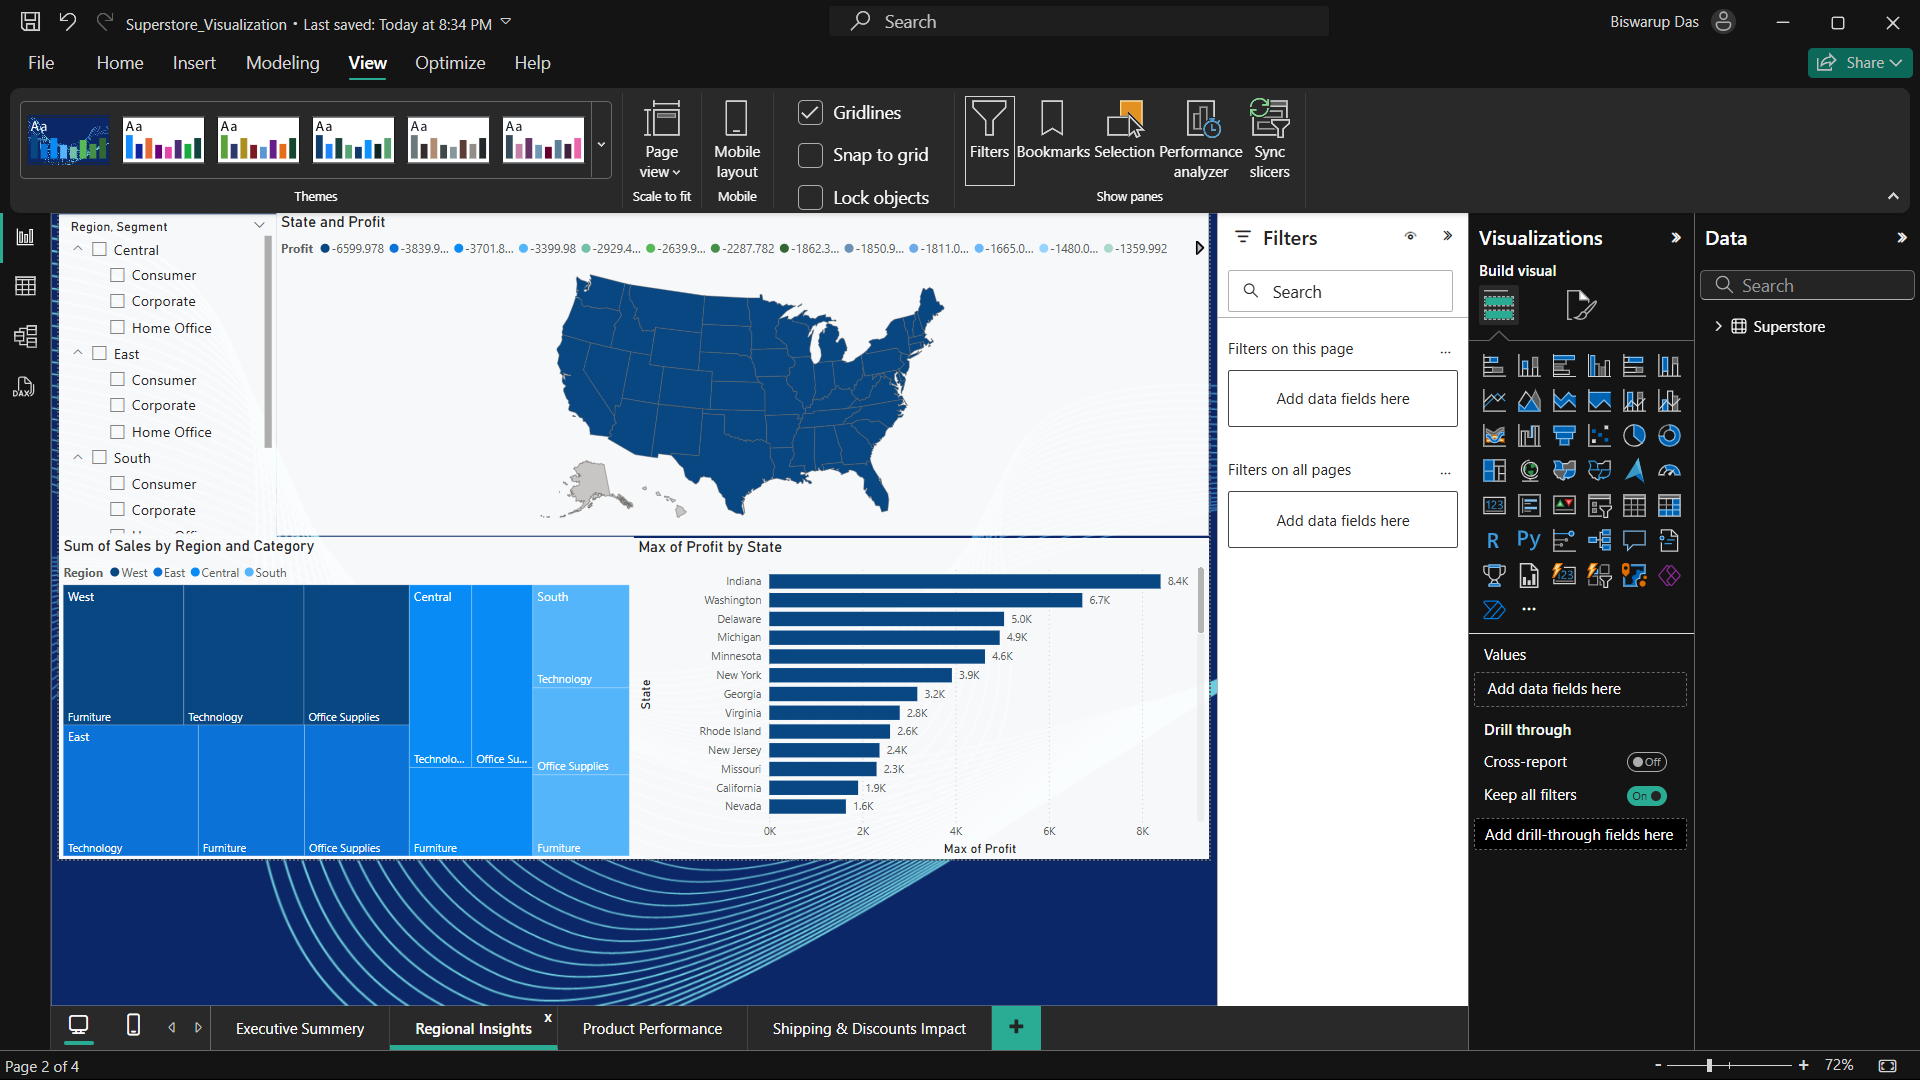 Superstore_Visualization • Last saved: Today at 8:34 PM
Search
Biswarup Das
File Home Insert Modeling View Optimize Help
Share
Aa Aa Aa Aa Aa Aa
Themes
Page view
Scale to fit
Mobile layout
Mobile
Gridlines
Snap to grid
Lock objects
Filters
Bookmarks
Selection
Performance analyzer
Sync slicers
Show panes
Region, Segment
Central
Consumer
Corporate
Home Office
East
Consumer
Corporate
Home Office
South
Consumer
Corporate
State and Profit
Profit -6599.978 -3839.9... -3701.8... -3399.98 -2929.4... -2639.9... -2287.782 -1862.3... -1850.9... -1811.0... -1665.0... -1480.0... -1359.992
Sum of Sales by Region and Category
Region West East Central South
West
Furniture
Technology
Office Supplies
East
Technology
Furniture
Office Supplies
Central
Technolo...
Office Su...
Furniture
South
Technology
Office Supplies
Furniture
Max of Profit by State
State
Indiana 8.4K
Washington 6.7K
Delaware 5.0K
Michigan 4.9K
Minnesota 4.6K
New York 3.9K
Georgia 3.2K
Virginia 2.8K
Rhode Island 2.6K
New Jersey 2.4K
Missouri 2.3K
California 1.9K
Nevada 1.6K
0K 2K 4K 6K 8K
Max of Profit
Filters
Search
Filters on this page ...
Add data fields here
Filters on all pages ...
Add data fields here
Visualizations
Build visual
123
R Py
123
...
Values
Add data fields here
Drill through
Cross-report Off
Keep all filters On
Add drill-through fields here
Data
Search
Superstore
DAX
Executive Summary
Regional Insights x
Product Performance
Shipping & Discounts Impact
+
Page 2 of 4
- + 72%